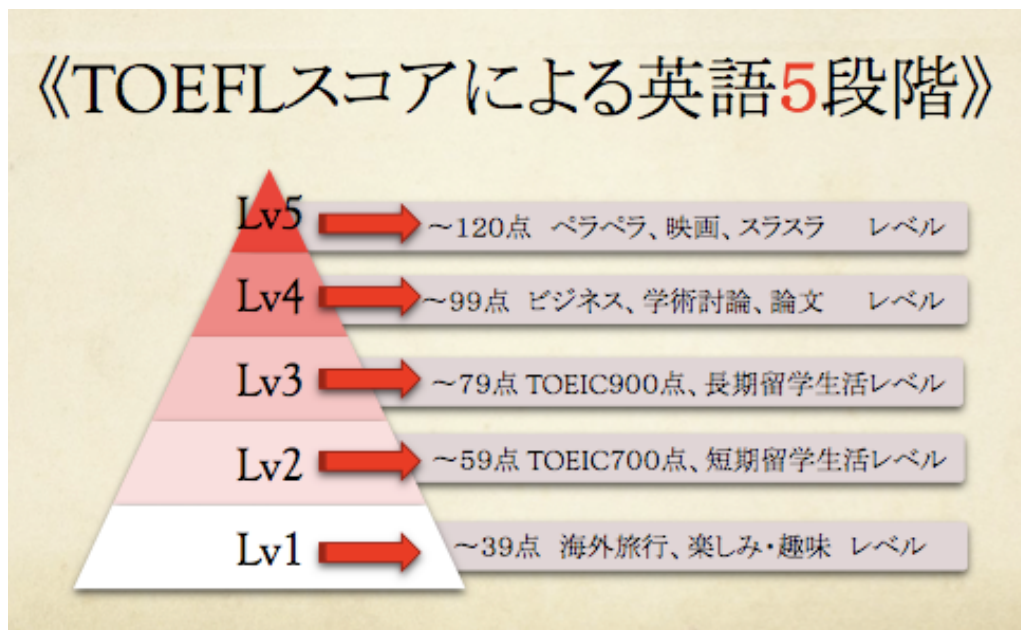 《TOEFLスコアによる英語5段階》
Lv5 ～120点 ペラペラ、映画、スラスラ レベル
Lv4 ～99点 ビジネス、学術討論、論文 レベル
Lv3 ～79点 TOEIC900点、長期留学生活レベル
Lv2 ～59点 TOEIC700点、短期留学生活レベル
Lv1 ～39点 海外旅行、楽しみ・趣味 レベル